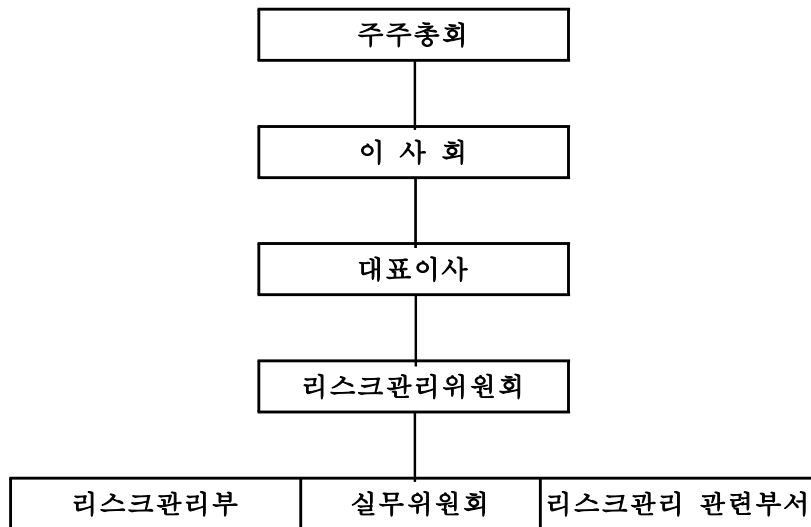 주주총회
이 사 회
대표이사
리스크관리위원회
리스크관리부 실무위원회 리스크관리 관련부서